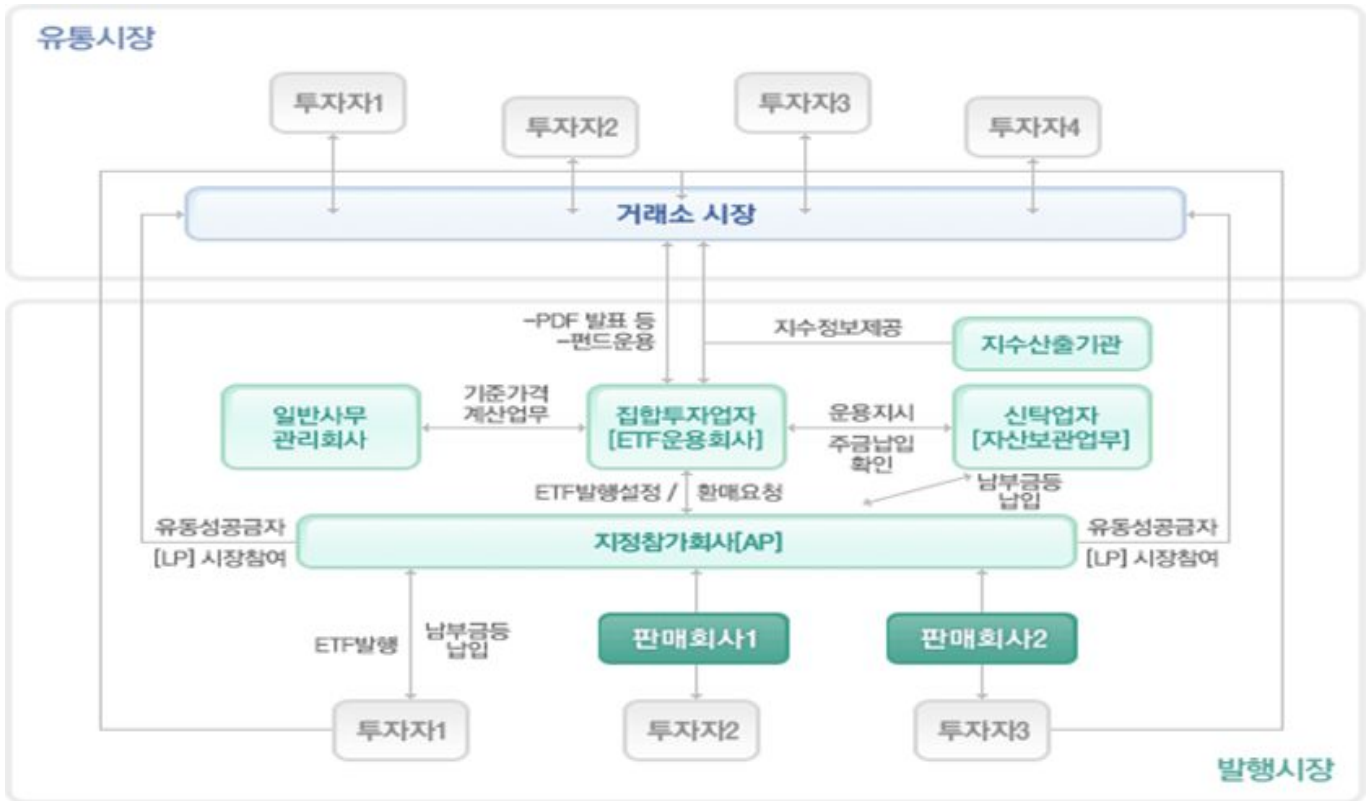 유통시장
투자자1
투자자2
투자자3
투자자4
거래소 시장
-PDF 발표 등
-펀드운용
지수정보제공
지수산출기관
일반사무
관리회사
기준가격
계산업무
집합투자업자
[ETF운용회사]
운용지시
주금납입
확인
신탁업자
[자산보관업무]
ETF발행설정 / 환매요청
남부금등
납입
유동성공급자
[LP] 시장참여
지정참가회사[AP]
유동성공금자
[LP] 시장참여
ETF발행
남부금등
납입
판매회사1
판매회사2
투자자1
투자자2
투자자3
발행시장